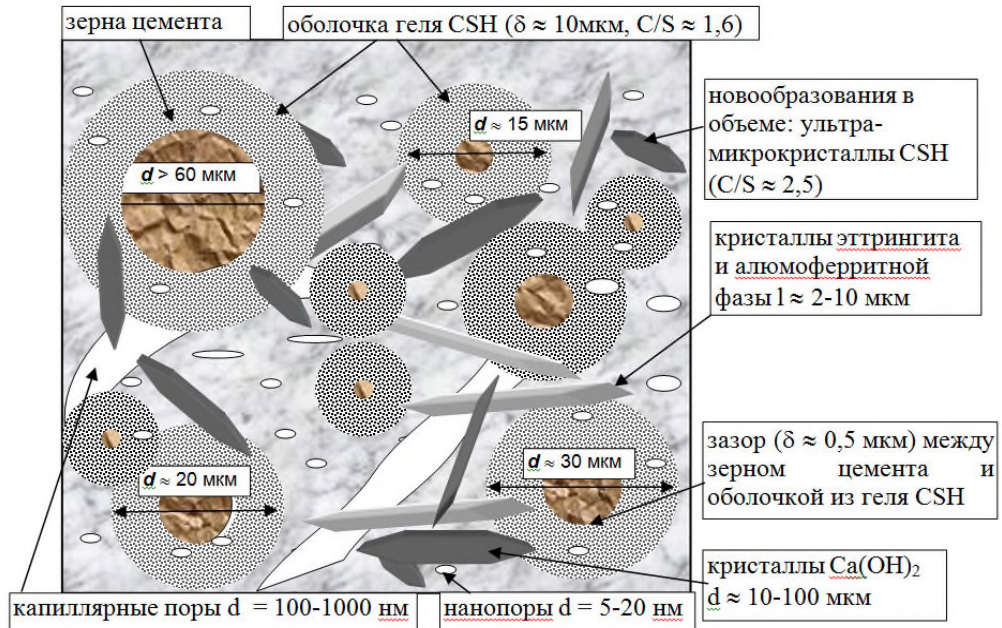 зерна цемента
оболочка геля CSH (δ ≈ 10мкм, C/S ≈ 1,6)
d ≈ 15 мкм
d > 60 мкм
новообразования в
объеме: ультра-
микрокристаллы CSH
(C/S ≈ 2,5)
кристаллы эттрингита
и алюмоферритной
фазы l ≈ 2-10 мкм
d ≈ 20 мкм
d ≈ 30 мкм
зазор (δ ≈ 0,5 мкм) между
зерном цемента и
оболочкой из геля CSH
кристаллы Ca(OH)₂
d ≈ 10-100 мкм
капиллярные поры d = 100-1000 нм
нанопоры d = 5-20 нм